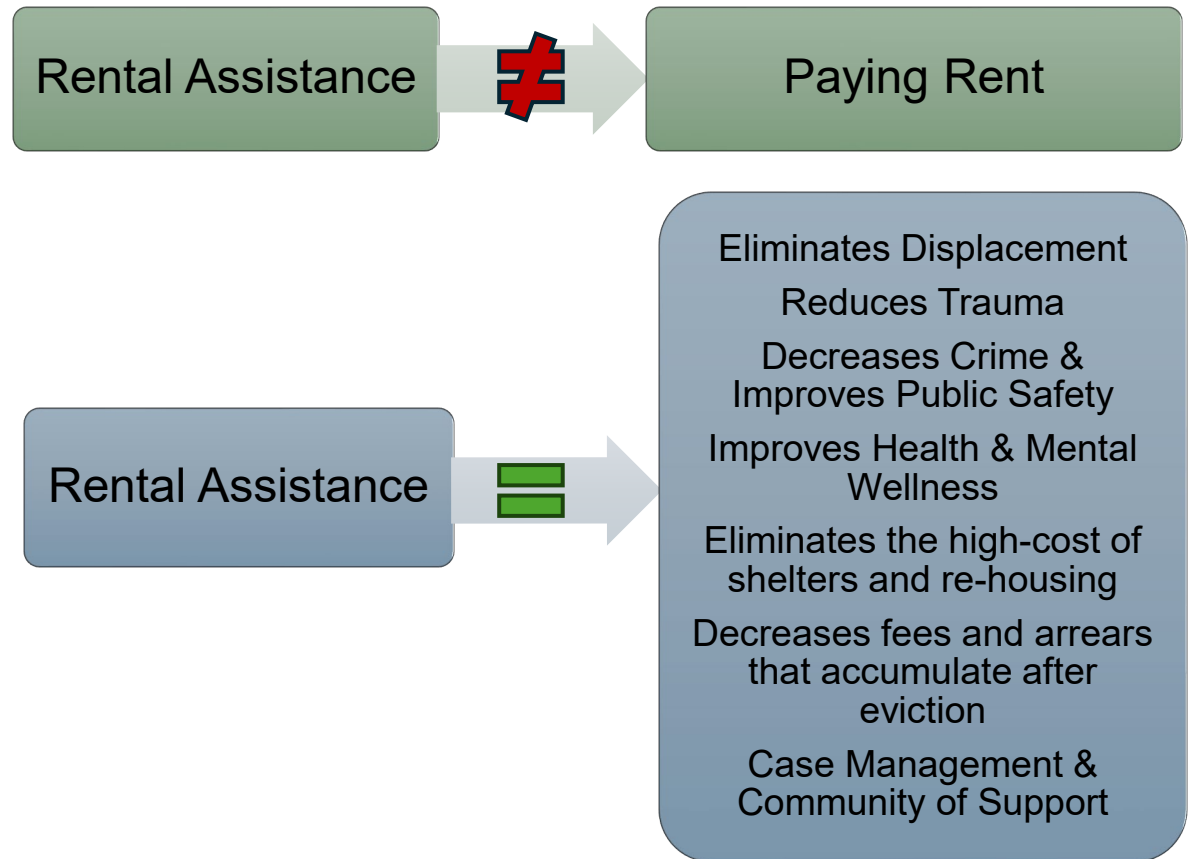 Rental Assistance
≠
Paying Rent
Rental Assistance
=
Eliminates Displacement
Reduces Trauma
Decreases Crime &
Improves Public Safety
Improves Health & Mental
Wellness
Eliminates the high-cost of
shelters and re-housing
Decreases fees and arrears
that accumulate after
eviction
Case Management &
Community of Support